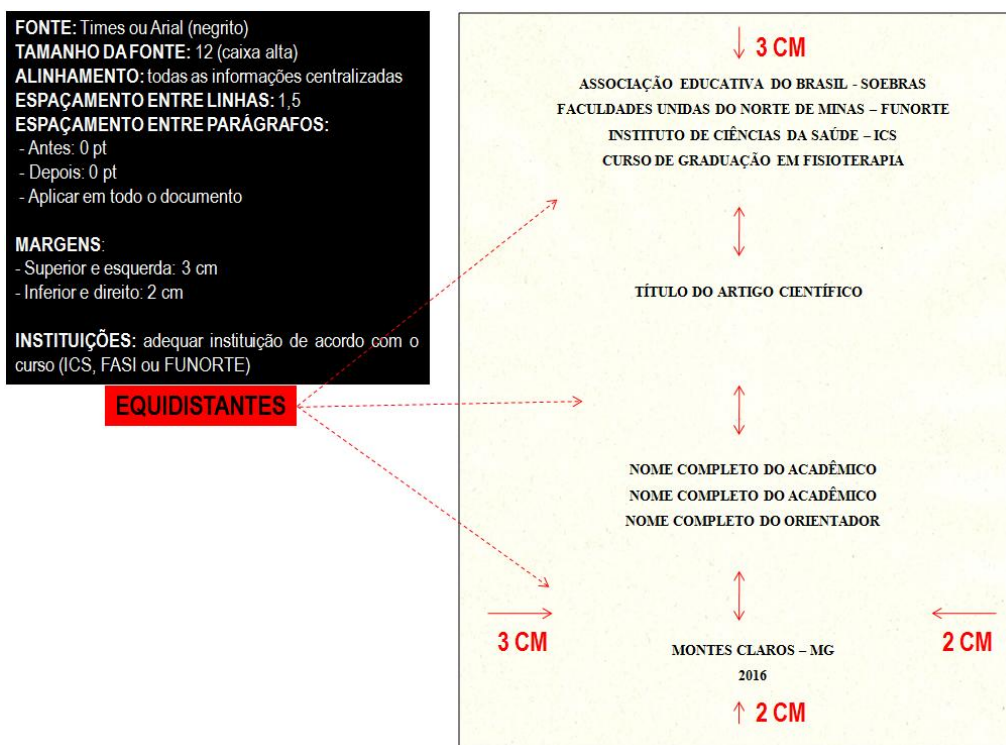 FONTE: Times ou Arial (negrito)
TAMANHO DA FONTE: 12 (caixa alta)
ALINHAMENTO: todas as informações centralizadas
ESPAÇAMENTO ENTRE LINHAS: 1,5
ESPAÇAMENTO ENTRE PARÁGRAFOS:
- Antes: 0 pt
- Depois: 0 pt
- Aplicar em todo o documento
MARGENS:
- Superior e esquerda: 3 cm
- Inferior e direito: 2 cm
INSTITUIÇÕES: adequar instituição de acordo com o
curso (ICS, FASI ou FUNORTE)
EQUIDISTANTES
3 CM
ASSOCIAÇÃO EDUCATIVA DO BRASIL - SOEBRAS
FACULDADES UNIDAS DO NORTE DE MINAS – FUNORTE
INSTITUTO DE CIÊNCIAS DA SAÚDE – ICS
CURSO DE GRADUAÇÃO EM FISIOTERAPIA
TÍTULO DO ARTIGO CIENTÍFICO
NOME COMPLETO DO ACADÊMICO
NOME COMPLETO DO ACADÊMICO
NOME COMPLETO DO ORIENTADOR
3 CM
2 CM
MONTES CLAROS – MG
2016
2 CM